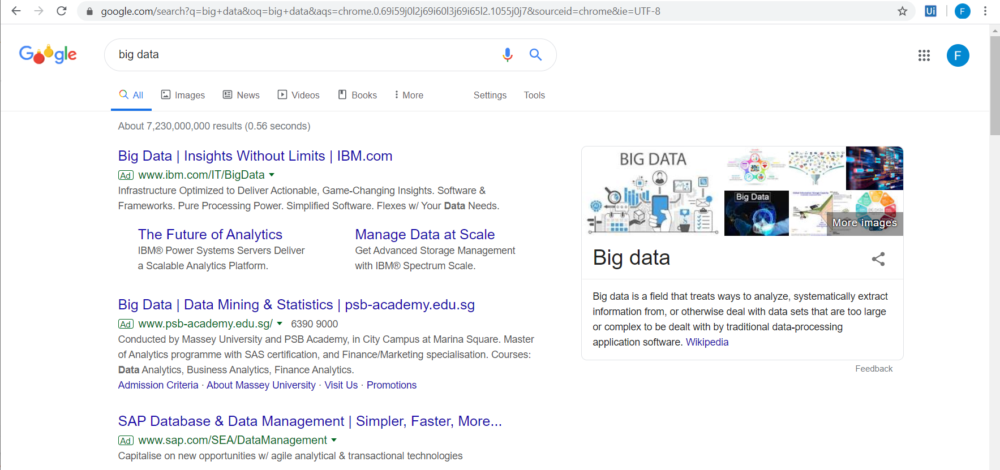 google.com/search?q=big+data&oq=big+data&aqs=chrome.0.69i59j0l2j69i60l3j69i65l2.1055j0j7&sourceid=chrome&ie=UTF-8
Ui
F
Google
big data
F
All Images News Videos Books More Settings Tools
About 7,230,000,000 results (0.56 seconds)
Big Data | Insights Without Limits | IBM.com
Ad www.ibm.com/IT/BigData
Infrastructure Optimized to Deliver Actionable, Game-Changing Insights. Software &
Frameworks. Pure Processing Power. Simplified Software. Flexes w/ Your Data Needs.
The Future of Analytics
IBM® Power Systems Servers Deliver
a Scalable Analytics Platform.
Manage Data at Scale
Get Advanced Storage Management
with IBM® Spectrum Scale.
Big Data | Data Mining & Statistics | psb-academy.edu.sg
Ad www.psb-academy.edu.sg/ 6390 9000
Conducted by Massey University and PSB Academy, in City Campus at Marina Square. Master
of Analytics programme with SAS certification, and Finance/Marketing specialisation. Courses:
Data Analytics, Business Analytics, Finance Analytics.
Admission Criteria · About Massey University · Visit Us · Promotions
SAP Database & Data Management | Simpler, Faster, More...
Ad www.sap.com/SEA/DataManagement
Capitalise on new opportunities w/ agile analytical & transactional technologies
BIG DATA
Big Data
BIG DATA
More images
Big data
Big data is a field that treats ways to analyze, systematically extract
information from, or otherwise deal with data sets that are too large
or complex to be dealt with by traditional data-processing
application software. Wikipedia
Feedback